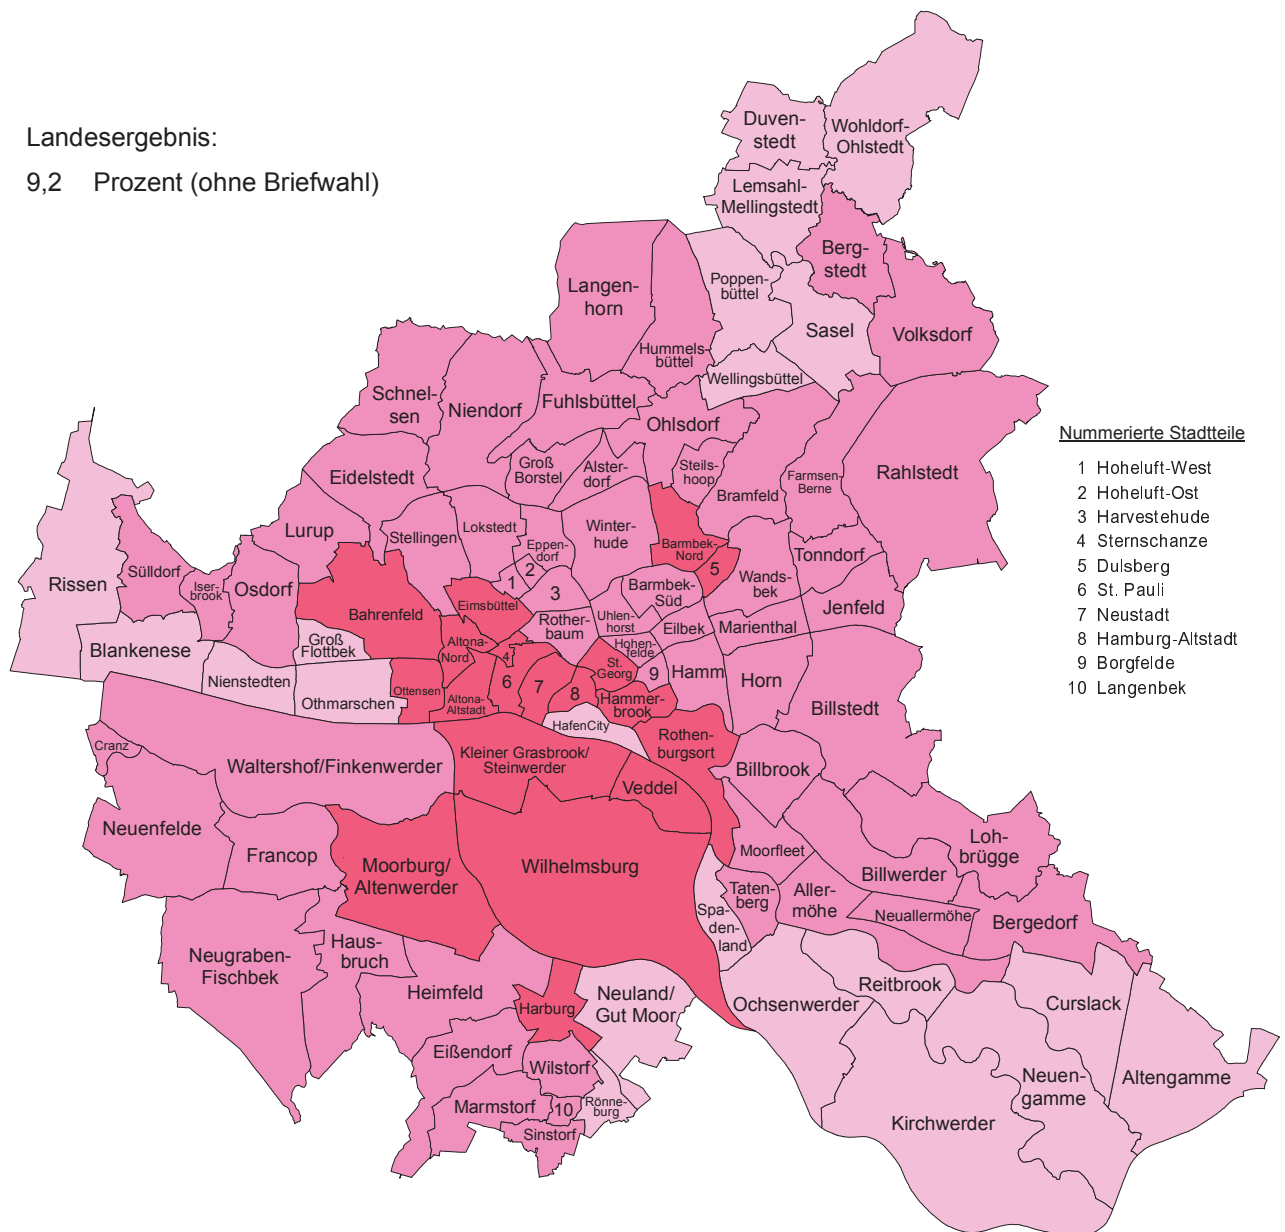 Landesergebnis:
9,2 Prozent (ohne Briefwahl)
Duven-
stedt
Wohldorf-
Ohlstedt
Lemsahl-
Mellingstedt
Berg-
stedt
Poppen-
büttel
Sasel
Volksdorf
Langen-
horn
Hummels-
büttel
Wellingsbüttel
Schnel-
sen
Niendorf
Fuhlsbüttel
Ohlsdorf
Nummerierte Stadtteile
1 Hoheluft-West
2 Hoheluft-Ost
3 Harvestehude
4 Sternschanze
5 Dulsberg
6 St. Pauli
7 Neustadt
8 Hamburg-Altstadt
9 Borgfelde
10 Langenbek
Eidelstedt
Groß
Borstel
Alster-
dorf
Steils-
hoop
Bramfeld
Farmsen-
Berne
Rahlstedt
Lurup
Stellingen
Lokstedt
Eppen-
dorf
Winter-
hude
Barmbek-
Nord
5
Tonndorf
Wands-
bek
Rissen
Sülldorf
Iser-
brook
Osdorf
Bahrenfeld
Eimsbüttel
1
2
3
Barmbek-
Süd
Jenfeld
Uhlen-
horst
Rother-
baum
Eilbek
Marienthal
Blankenese
Groß
Flottbek
Altona-
Nord
4
Hohen-
felde
St.
Georg
9
Hamm
Horn
Nienstedten
Othmarschen
Ottensen
Altona-
Altstadt
6
7
8
Hammer-
brook
HafenCity
Billstedt
Cranz
Waltershof/Finkenwerder
Kleiner Grasbrook/
Steinwerder
Rothen-
burgsort
Billbrook
Veddel
Neuenfelde
Francop
Moorburg/
Altenwerder
Wilhelmsburg
Moorfleet
Billwerder
Loh-
brügge
Spa-
den-
land
Taten-
berg
Aller-
möhe
Neuallermöhe
Bergedorf
Neugraben-
Fischbek
Haus-
bruch
Heimfeld
Harburg
Neuland/
Gut Moor
Ochsenwerder
Reitbrook
Curslack
Eißendorf
Wilstorf
Neuen-
gamme
Altengamme
Marmstorf
10
Rönne-
burg
Sinstorf
Kirchwerder